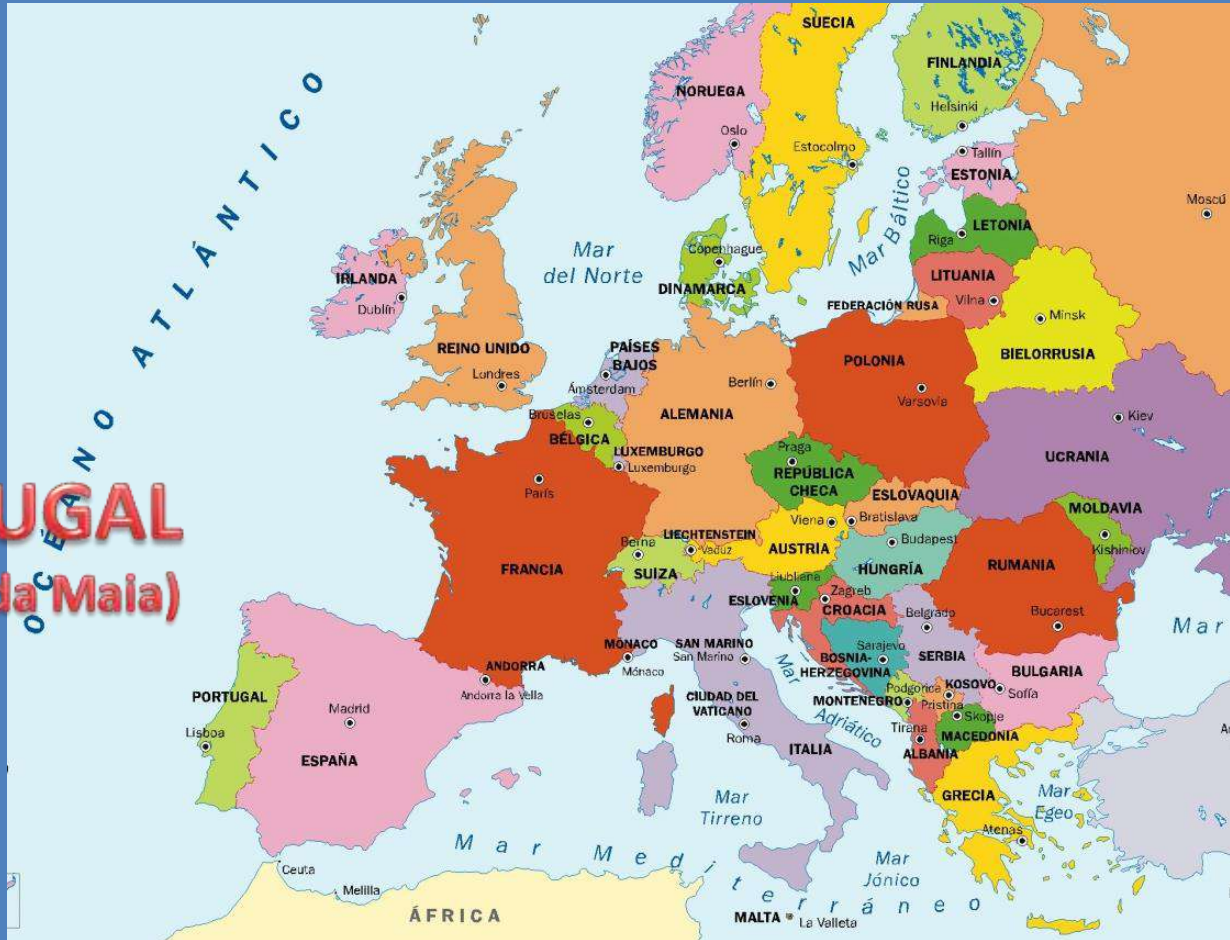 SUECIA
FINLANDIA
NORUEGA
Helsinki
Oslo
Estocolmo
Tallín
ESTONIA
Moscú
OCÉANO ATLÁNTICO
Mar Báltico
LETONIA
Riga
Mar
del Norte
Copenhague
DINAMARCA
LITUANIA
Vilna
IRLANDA
Dublín
FEDERACIÓN RUSA
Minsk
BIELORRUSIA
REINO UNIDO
Londres
PAÍSES
BAJOS
Ámsterdam
POLONIA
Varsovia
Berlín
ALEMANIA
Bruselas
BÉLGICA
Kiev
UCRANIA
LUXEMBURGO
Luxemburgo
París
Praga
REPÚBLICA
CHECA
ESLOVAQUIA
Bratislava
MOLDAVIA
Kishiniov
UGAL
da Maia)
Viena
AUSTRIA
LIECHTENSTEIN
Vaduz
Berna
SUIZA
Budapest
HUNGRÍA
FRANCIA
RUMANIA
Bucarest
Liubliana
ESLOVENIA
Zagreb
CROACIA
Belgrado
SERBIA
Mar
MÓNACO
Mónaco
SAN MARINO
San Marino
Sarajevo
BOSNIA-
HERZEGOVINA
BULGARIA
Sofía
ANDORRA
Andorra la Vella
PORTUGAL
Lisboa
Madrid
ESPAÑA
CIUDAD DEL
VATICANO
Roma
ITALIA
Mar
Adriático
MONTENEGRO
Podgorica
KOSOVO
Pristina
Skopje
MACEDONIA
Tirana
ALBANIA
GRECIA
Atenas
Mar
Egeo
Mar
Tirreno
Mar
Jónico
Mar Mediterráneo
Ceuta
Melilla
ÁFRICA
MALTA
La Valleta